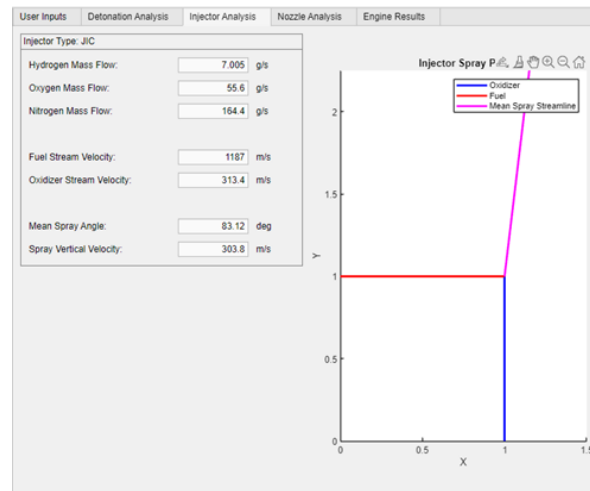 User Inputs Detonation Analysis Injector Analysis Nozzle Analysis Engine Results
Injector Type: JIC
Hydrogen Mass Flow: 7.005 g/s
Oxygen Mass Flow: 55.6 g/s
Nitrogen Mass Flow: 164.4 g/s
Fuel Stream Velocity: 1187 m/s
Oxidizer Stream Velocity: 313.4 m/s
Mean Spray Angle: 83.12 deg
Spray Vertical Velocity: 303.8 m/s
Injector Spray P
Oxidizer
Fuel
Mean Spray Streamline
2
1.5
1
0.5
0
Y
0 0.5 1 1.5
X